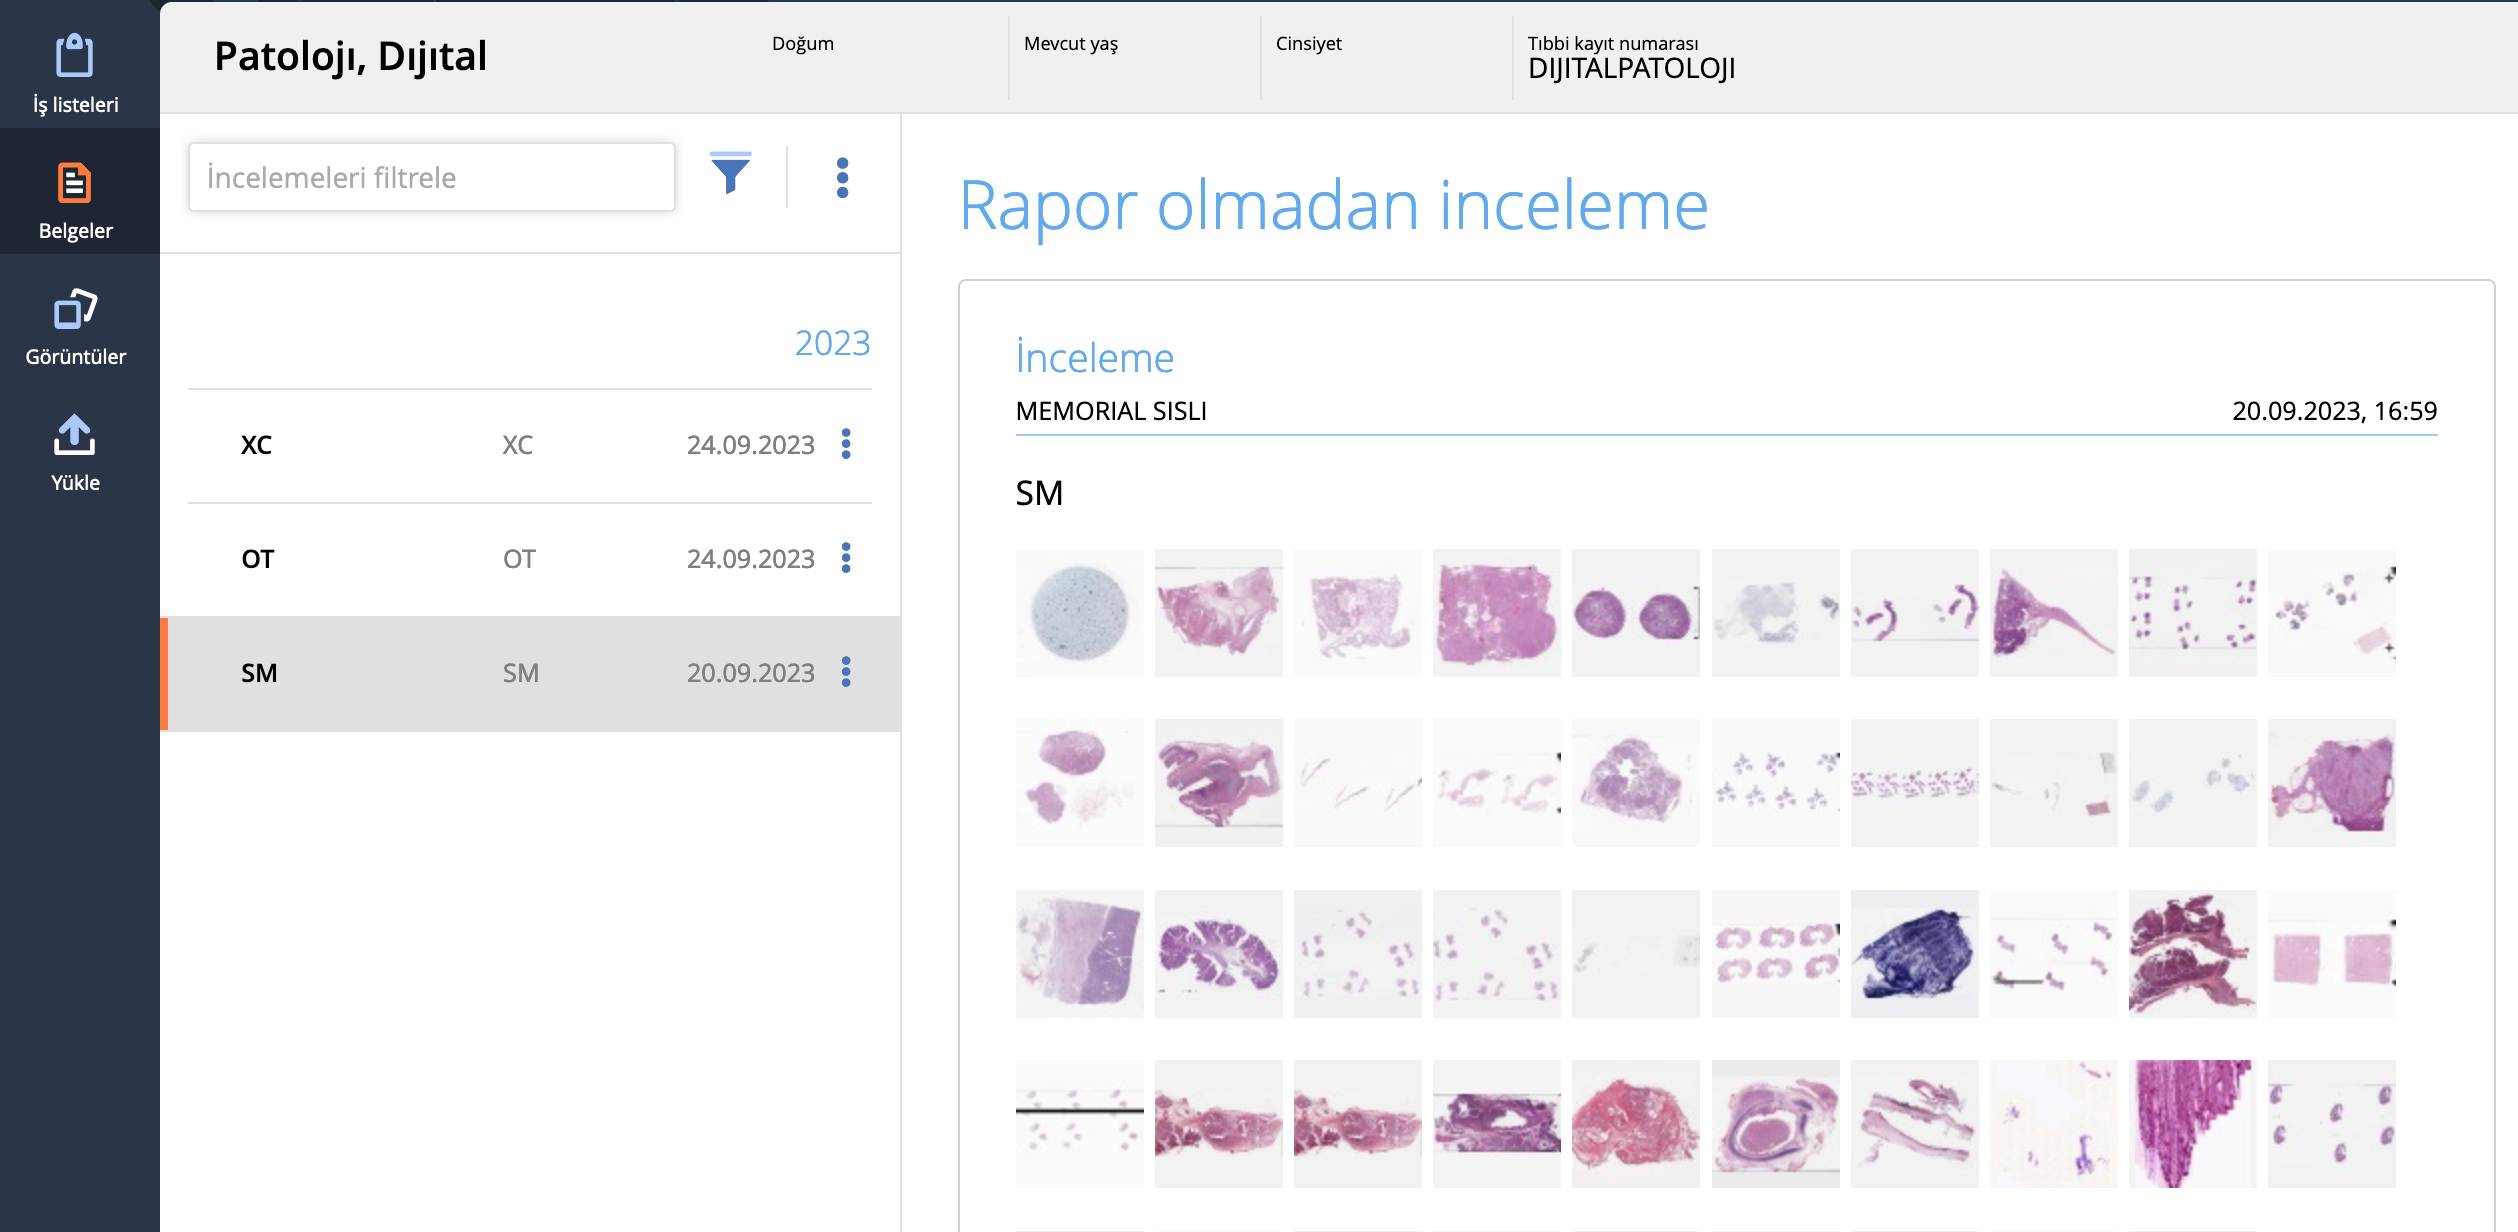 İş listeleri
Belgeler
Görüntüler
Yükle
Patolojı, Dıjıtal
Doğum
Mevcut yaş
Cinsiyet
Tıbbi kayıt numarası
DIJITALPATOLOJI
İncelemeleri filtrele
2023
XC XC 24.09.2023
OT OT 24.09.2023
SM SM 20.09.2023
Rapor olmadan inceleme
İnceleme
MEMORIAL SISLI 20.09.2023, 16:59
SM